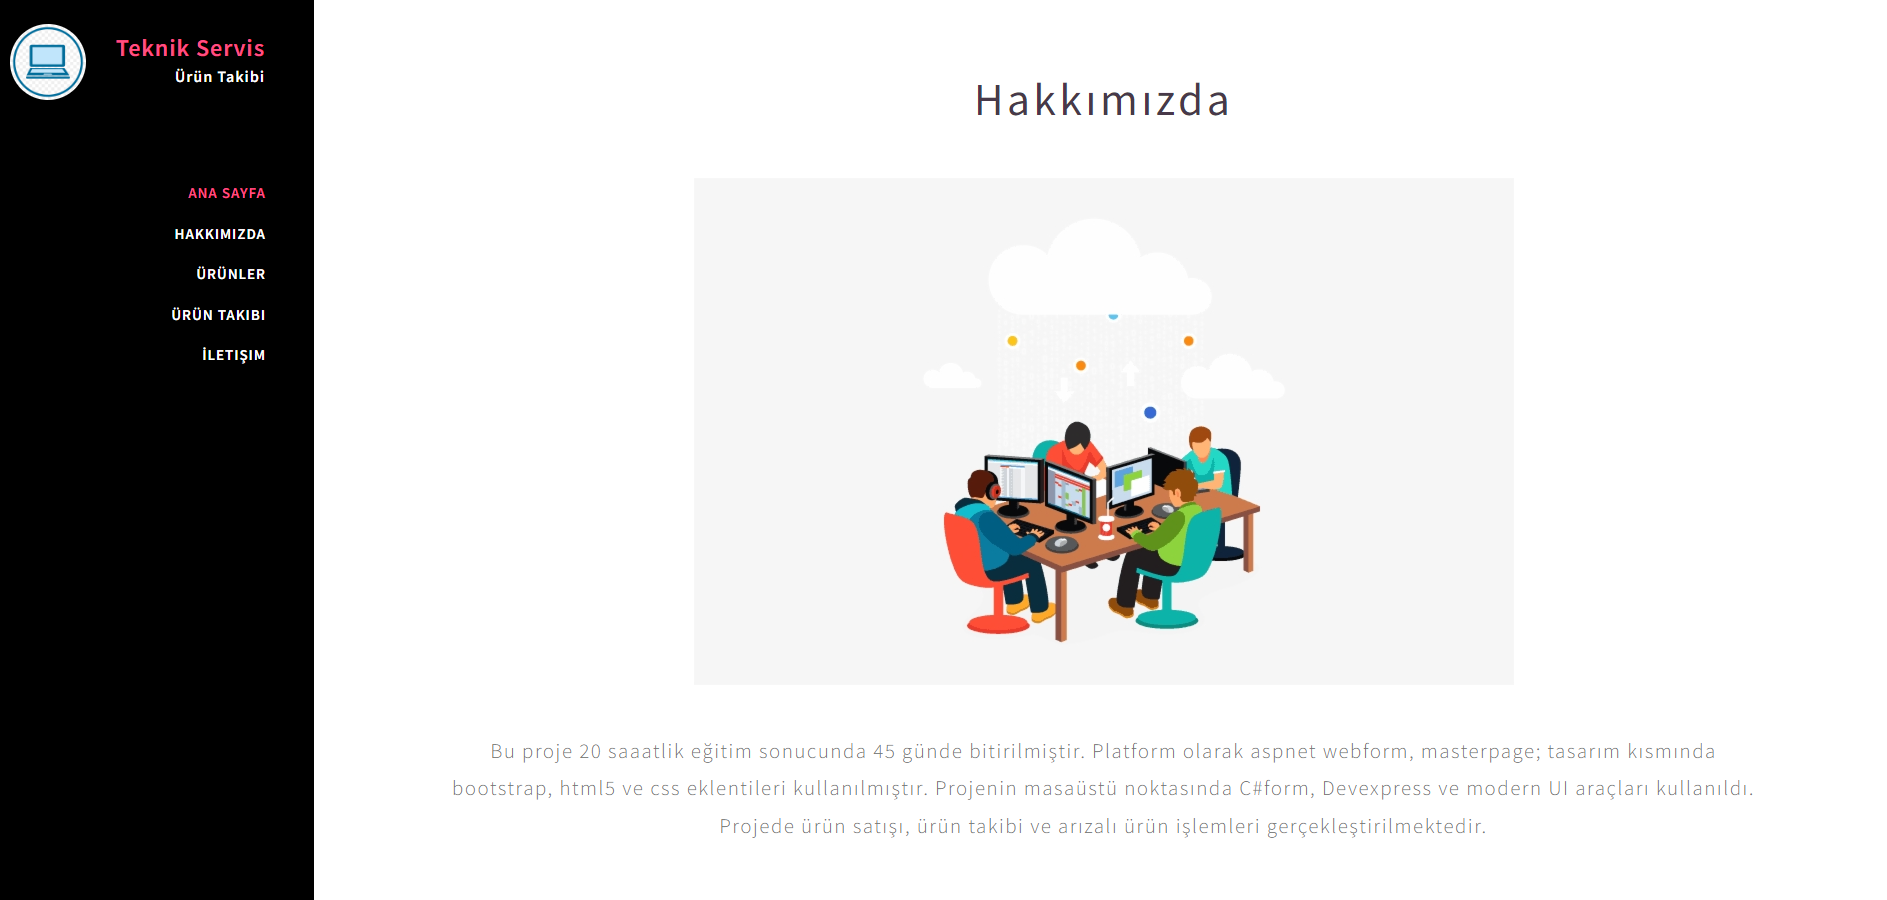 Teknik Servis
Ürün Takibi
ANA SAYFA
HAKKIMIZDA
ÜRÜNLER
ÜRÜN TAKIBI
İLETIŞIM
Hakkımızda
Bu proje 20 saaatlik eğitim sonucunda 45 günde bitirilmiştir. Platform olarak aspnet webform, masterpage; tasarım kısmında
bootstrap, html5 ve css eklentileri kullanılmıştır. Projenin masaüstü noktasında C#form, Devexpress ve modern UI araçları kullanıldı.
Projede ürün satışı, ürün takibi ve arızalı ürün işlemleri gerçekleştirilmektedir.